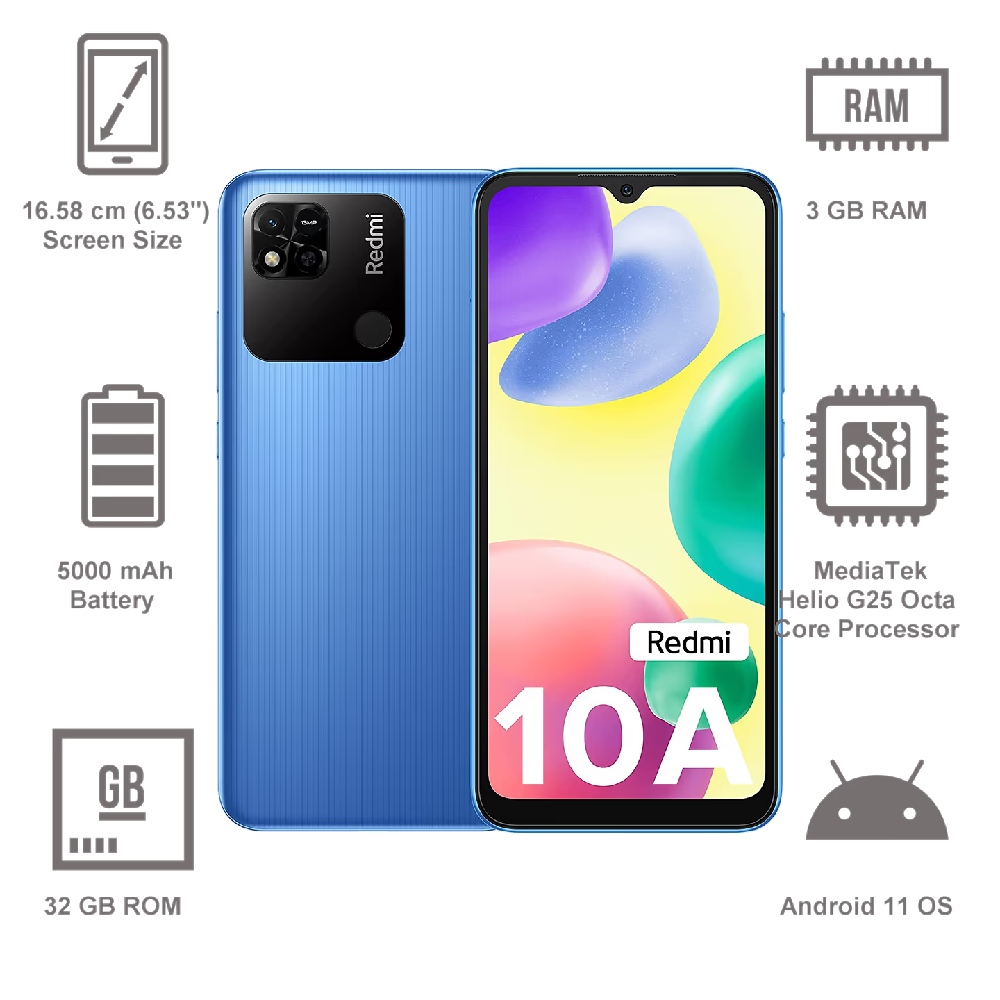 RAM
16.58 cm (6.53")
Screen Size
3 GB RAM
Redmi
13MP
5000 mAh
Battery
MediaTek
Helio G25 Octa
Core Processor
Redmi
10A
GB
32 GB ROM
Android 11 OS